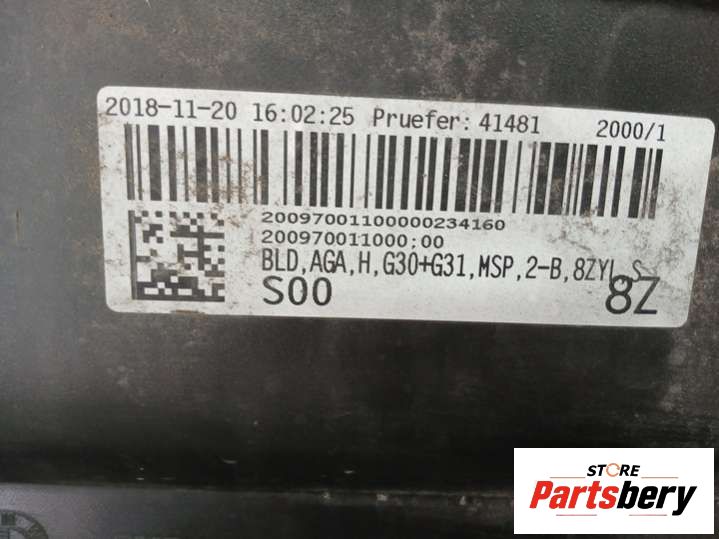 2018-11-20 16:02:25 Pruefer: 41481 2000/1
20097001100000234160
200970011000;00
BLD,AGA,H,G30+G31,MSP,2-B,8ZYL,S
S00
8Z
STORE
Partsbery